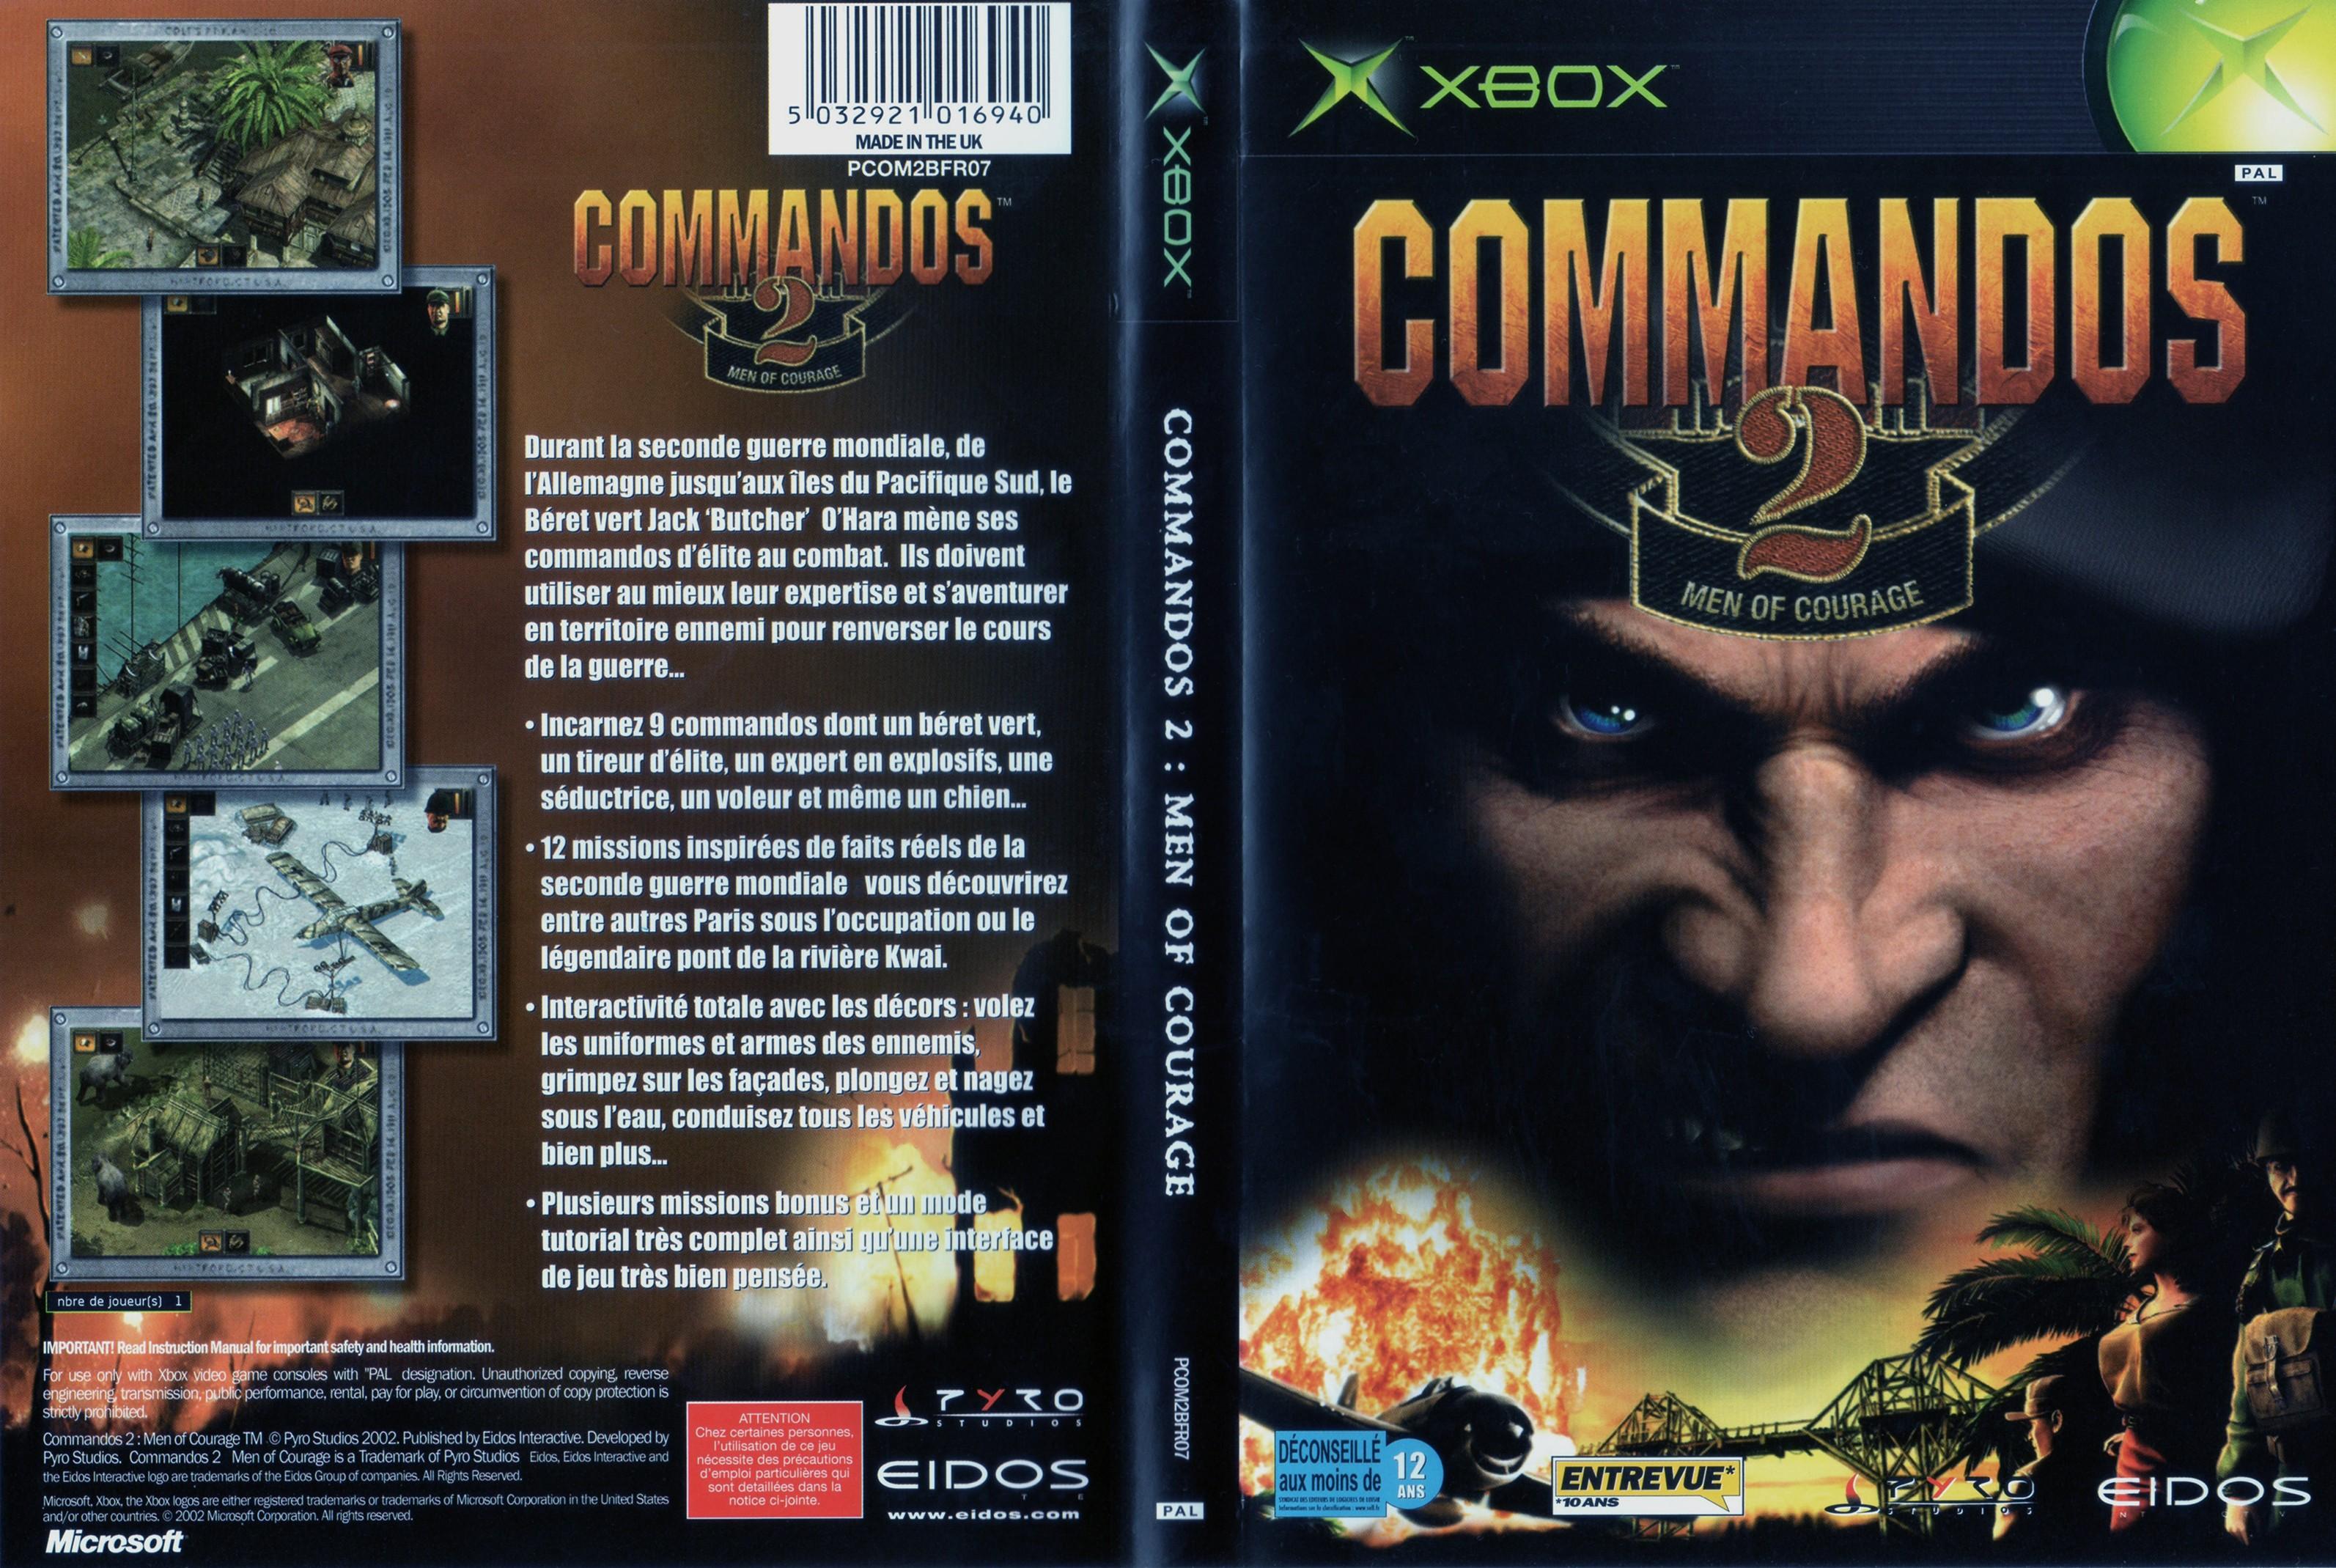 5 032921 016940
MADE IN THE UK
PCOM2BFR07
COMMANDOS™
2
MEN OF COURAGE
Durant la seconde guerre mondiale, de
l'Allemagne jusqu'aux îles du Pacifique Sud, le
Béret vert Jack ‘Butcher’ O'Hara mène ses
commandos d'élite au combat. Ils doivent
utiliser au mieux leur expertise et s'aventurer
en territoire ennemi pour renverser le cours
de la guerre...
• Incarnez 9 commandos dont un béret vert,
un tireur d'élite, un expert en explosifs, une
séductrice, un voleur et même un chien...
• 12 missions inspirées de faits réels de la
seconde guerre mondiale vous découvrirez
entre autres Paris sous l'occupation ou le
légendaire pont de la rivière Kwai.
• Interactivité totale avec les décors : volez
les uniformes et armes des ennemis,
grimpez sur les façades, plongez et nagez
sous l'eau, conduisez tous les véhicules et
bien plus...
• Plusieurs missions bonus et un mode
tutorial très complet ainsi qu'une interface
de jeu très bien pensée.
nbre de joueur(s) 1
IMPORTANT! Read Instruction Manual for important safety and health information.
For use only with Xbox video game consoles with "PAL designation. Unauthorized copying, reverse
engineering, transmission, public performance, rental, pay for play, or circumvention of copy protection is
strictly prohibited.
Commandos 2 : Men of Courage TM © Pyro Studios 2002. Published by Eidos Interactive. Developed by
Pyro Studios. Commandos 2 Men of Courage is a Trademark of Pyro Studios Eidos, Eidos Interactive and
the Eidos Interactive logo are trademarks of the Eidos Group of companies. All Rights Reserved.
Microsoft, Xbox, the Xbox logos are either registered trademarks or trademarks of Microsoft Corporation in the United States
and/or other countries. © 2002 Microsoft Corporation. All rights reserved.
Microsoft
ATTENTION
Chez certaines personnes,
l'utilisation de ce jeu
nécessite des précautions
d'emploi particulières qui
sont détaillées dans la
notice ci-jointe.
PYRO
STUDIOS
EIDOS
www.eidos.com
XBOX™
COMMANDOS 2 : MEN OF COURAGE
PCOM2BFR07
PAL
XBOX™
PAL
COMMANDOS™
2
MEN OF COURAGE
DÉCONSEILLÉ
aux moins de
12
ANS
ENTREVUE*
*10 ANS
PYRO
STUDIOS
EIDOS